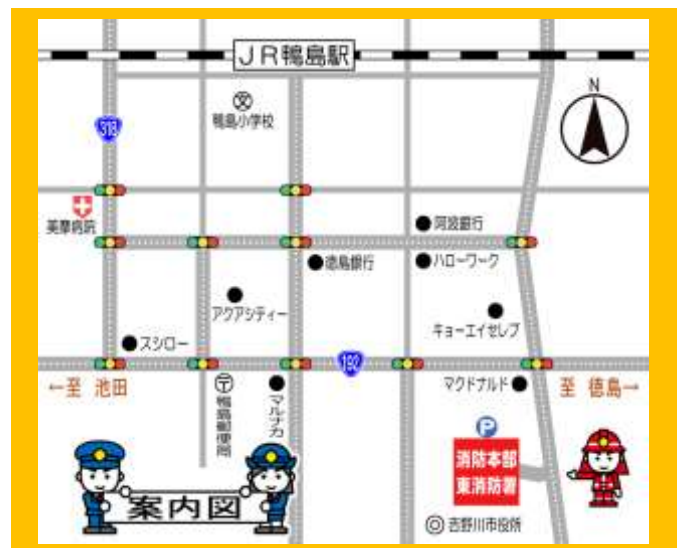 JR鴨島駅
N
文
鴨島小学校
318
美摩病院
阿波銀行
徳島銀行
ハローワーク
アクアシティー
キョーエイセレブ
スシロー
192
←至 池田
鴨島郵便局
マルナカ
マクドナルド
至 徳島→
P
消防本部
東消防署
案内図
吉野川市役所